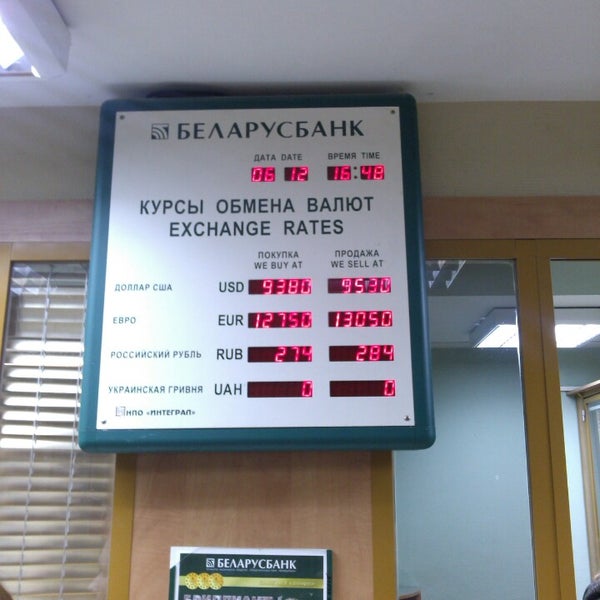 БЕЛАРУСБАНК
ДАТА DATE ВРЕМЯ TIME
06 12 16:48
КУРСЫ ОБМЕНА ВАЛЮТ
EXCHANGE RATES
ПОКУПКА ПРОДАЖА
WE BUY AT WE SELL AT
ДОЛЛАР США USD 9380 9530
ЕВРО EUR 12750 13050
РОССИЙСКИЙ РУБЛЬ RUB 274 284
УКРАИНСКАЯ ГРИВНЯ UAH 0 0
НПО «ИНТЕГРАЛ»
БЕЛАРУСБАНК